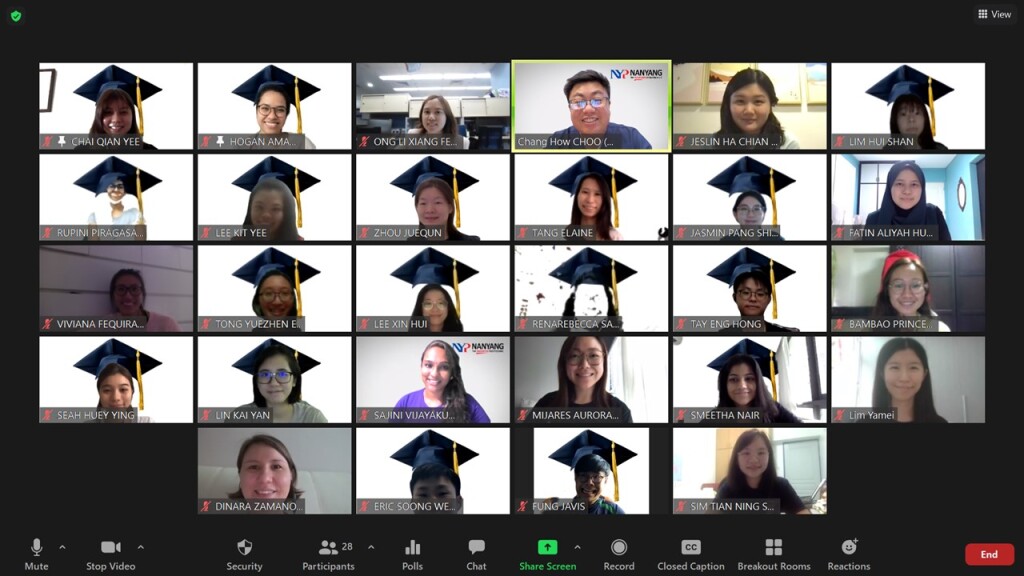 View
NYP NANYANG
CHAI QIAN YEE
HOGAN AMA...
ONG LI XIANG FE...
Chang How CHOO (...
JESLIN HA CHIAN ...
LIM HUI SHAN
RUPINI PIRAGASA...
LEE KIT YEE
ZHOU JUEQUN
TANG ELAINE
JASMIN PANG SHI...
FATIN ALIYAH HU...
VIVIANA FEQUIRA...
TONG YUEZHEN E...
LEE XIN HUI
RENAREBECCA SA...
TAY ENG HONG
BAMBAO PRINCE...
NYP NANYANG
SEAH HUEY YING
LIN KAI YAN
SAJINI VIJAYAKU...
MIJARES AURORA...
SMEETHA NAIR
Lim Yamei
DINARA ZAMANO...
ERIC SOONG WE...
FUNG JAVIS
SIM TIAN NING S...
28
CC
Mute
Stop Video
Security
Participants
Polls
Chat
Share Screen
Record
Closed Caption
Breakout Rooms
Reactions
End